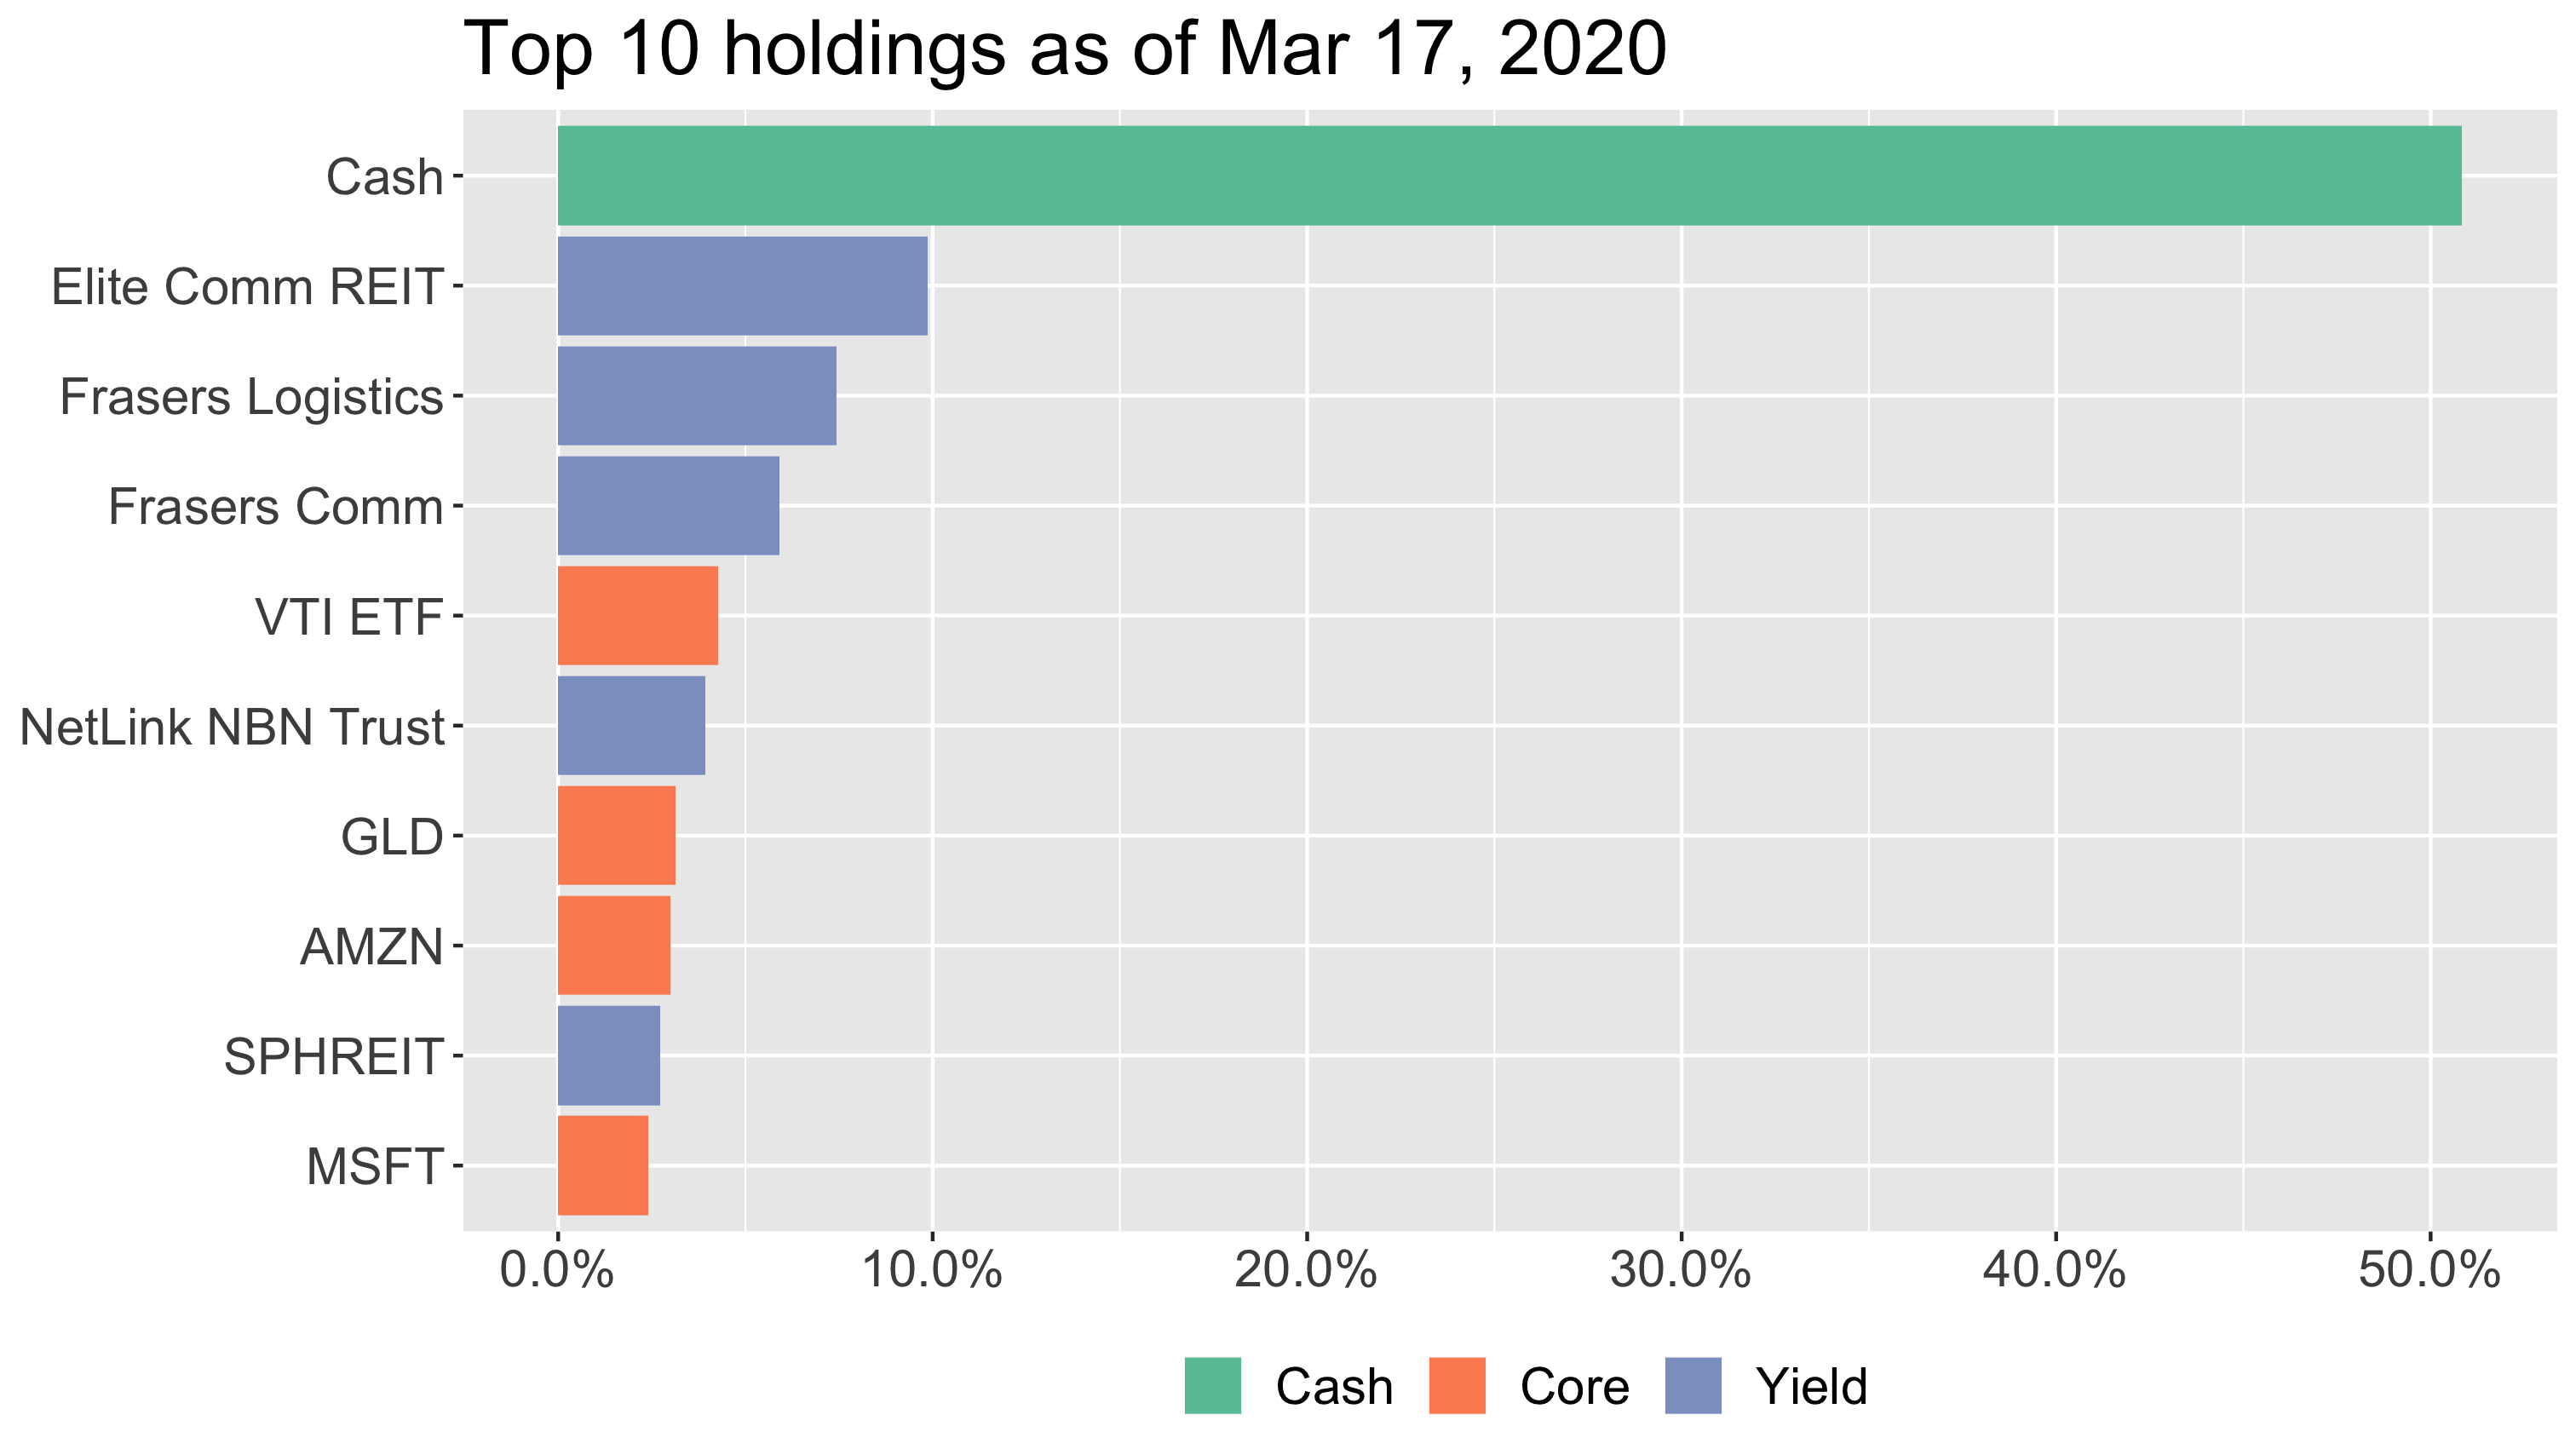 Top 10 holdings as of Mar 17, 2020
Cash
Elite Comm REIT
Frasers Logistics
Frasers Comm
VTI ETF
NetLink NBN Trust
GLD
AMZN
SPHREIT
MSFT
0.0% 10.0% 20.0% 30.0% 40.0% 50.0%
Cash Core Yield